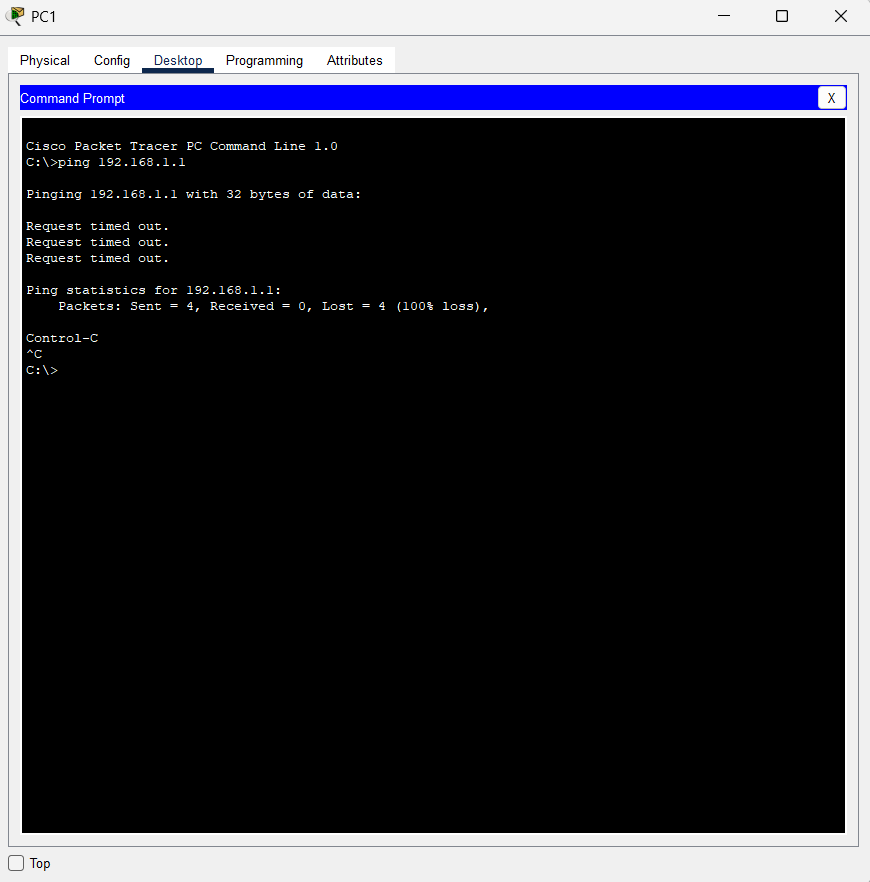 PC1
Physical Config Desktop Programming Attributes
Command Prompt
X
Cisco Packet Tracer PC Command Line 1.0
C:\>ping 192.168.1.1
Pinging 192.168.1.1 with 32 bytes of data:
Request timed out.
Request timed out.
Request timed out.
Ping statistics for 192.168.1.1:
Packets: Sent = 4, Received = 0, Lost = 4 (100% loss),
Control-C
^C
C:\>
Top